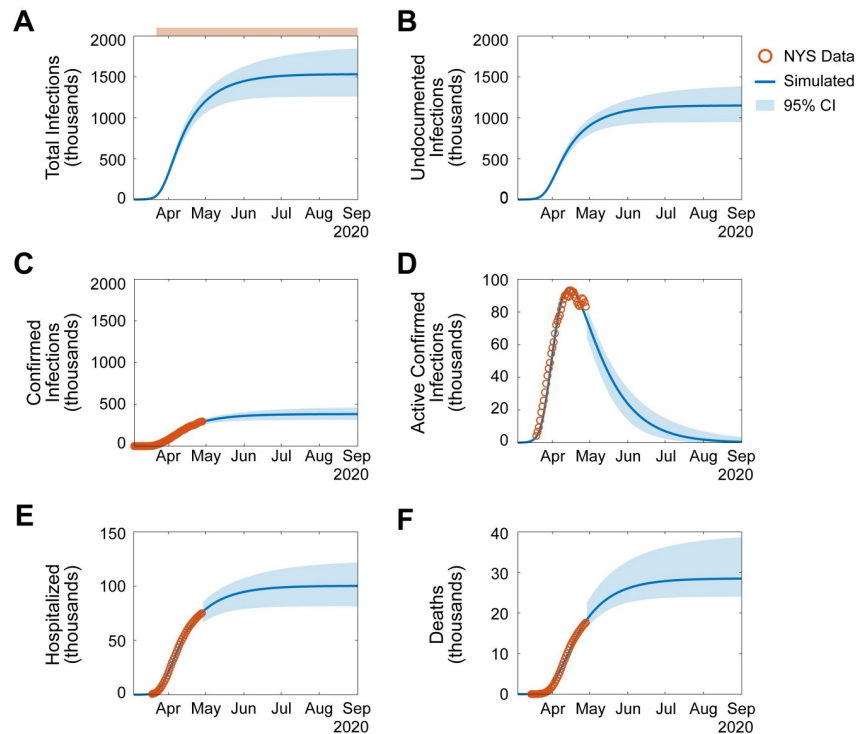 A
Total Infections
(thousands)
2000
1500
1000
500
0
Apr May Jun Jul Aug Sep
2020
B
Undocumented
Infections
(thousands)
2000
1500
1000
500
0
Apr May Jun Jul Aug Sep
2020
NYS Data
Simulated
95% CI
C
Confirmed
Infections
(thousands)
2000
1500
1000
500
0
Apr May Jun Jul Aug Sep
2020
D
Active Confirmed
Infections
(thousands)
100
80
60
40
20
0
Apr May Jun Jul Aug Sep
2020
E
Hospitalized
(thousands)
150
100
50
0
Apr May Jun Jul Aug Sep
2020
F
Deaths
(thousands)
40
30
20
10
0
Apr May Jun Jul Aug Sep
2020